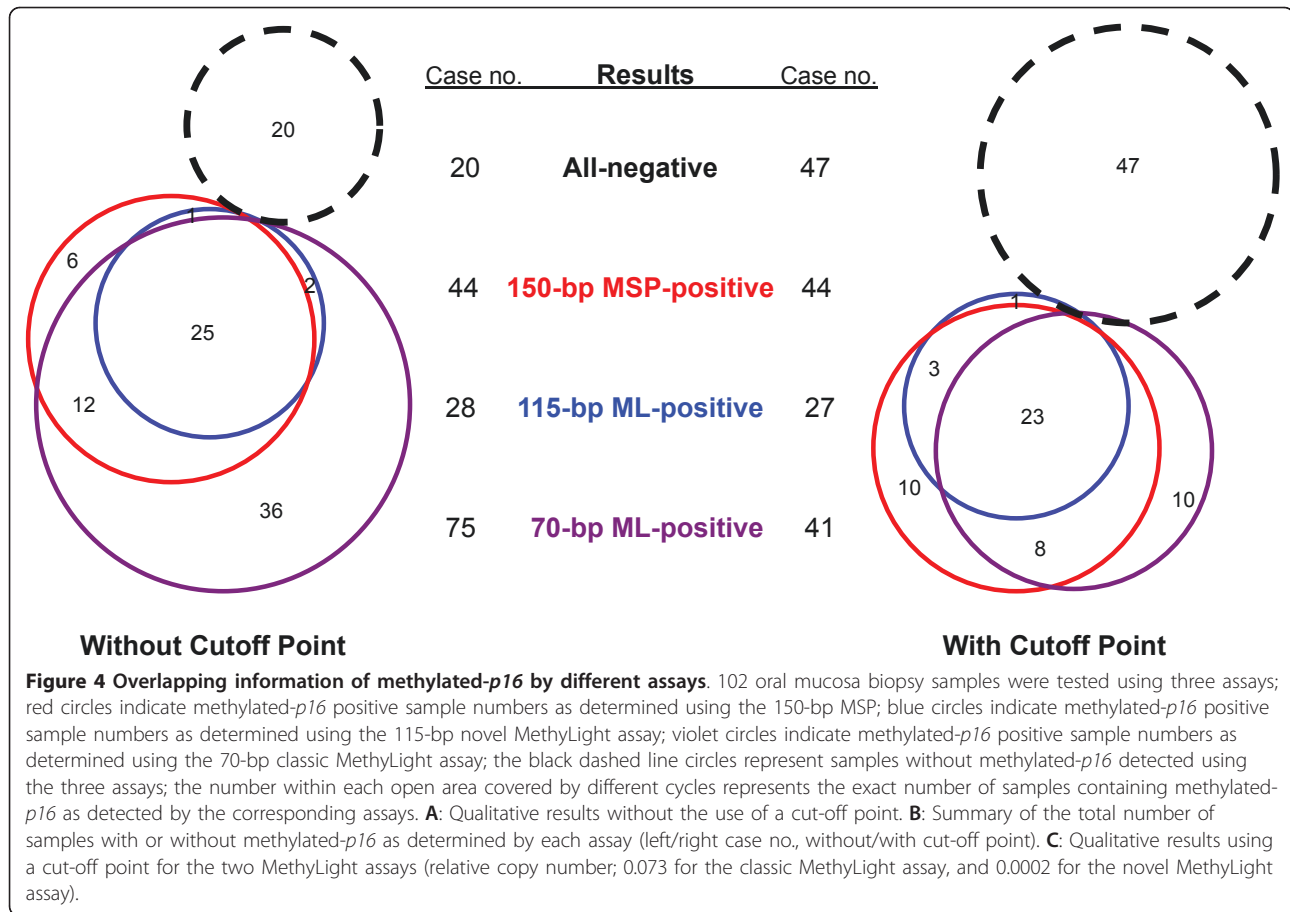 Case no. Results Case no.
20 All-negative 47
44 150-bp MSP-positive 44
28 115-bp ML-positive 27
75 70-bp ML-positive 41
20
1
6
2
25
12
36
Without Cutoff Point
47
1
3
23
10
10
8
With Cutoff Point
Figure 4 Overlapping information of methylated-p16 by different assays. 102 oral mucosa biopsy samples were tested using three assays;
red circles indicate methylated-p16 positive sample numbers as determined using the 150-bp MSP; blue circles indicate methylated-p16 positive
sample numbers as determined using the 115-bp novel MethyLight assay; violet circles indicate methylated-p16 positive sample numbers as
determined using the 70-bp classic MethyLight assay; the black dashed line circles represent samples without methylated-p16 detected using
the three assays; the number within each open area covered by different cycles represents the exact number of samples containing methylated-
p16 as detected by the corresponding assays. A: Qualitative results without the use of a cut-off point. B: Summary of the total number of
samples with or without methylated-p16 as determined by each assay (left/right case no., without/with cut-off point). C: Qualitative results using
a cut-off point for the two MethyLight assays (relative copy number; 0.073 for the classic MethyLight assay, and 0.0002 for the novel MethyLight
assay).